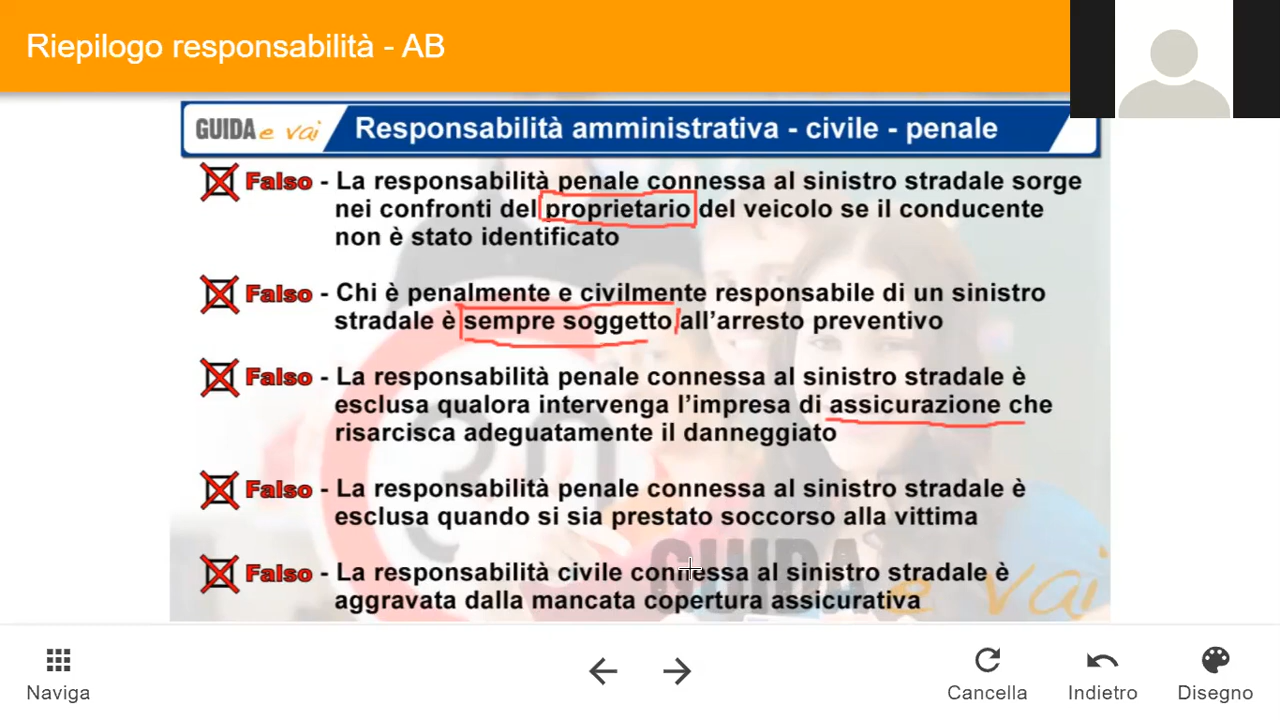 Riepilogo responsabilità - AB
GUIDA e vai
Responsabilità amministrativa - civile - penale
Falso - La responsabilità penale connessa al sinistro stradale sorge
nei confronti del proprietario del veicolo se il conducente
non è stato identificato
Falso - Chi è penalmente e civilmente responsabile di un sinistro
stradale è sempre soggetto all'arresto preventivo
Falso - La responsabilità penale connessa al sinistro stradale è
esclusa qualora intervenga l'impresa di assicurazione che
risarcisca adeguatamente il danneggiato
Falso - La responsabilità penale connessa al sinistro stradale è
esclusa quando si sia prestato soccorso alla vittima
Falso - La responsabilità civile connessa al sinistro stradale è
aggravata dalla mancata copertura assicurativa
GUIDA e vai
Naviga
Cancella
Indietro
Disegno